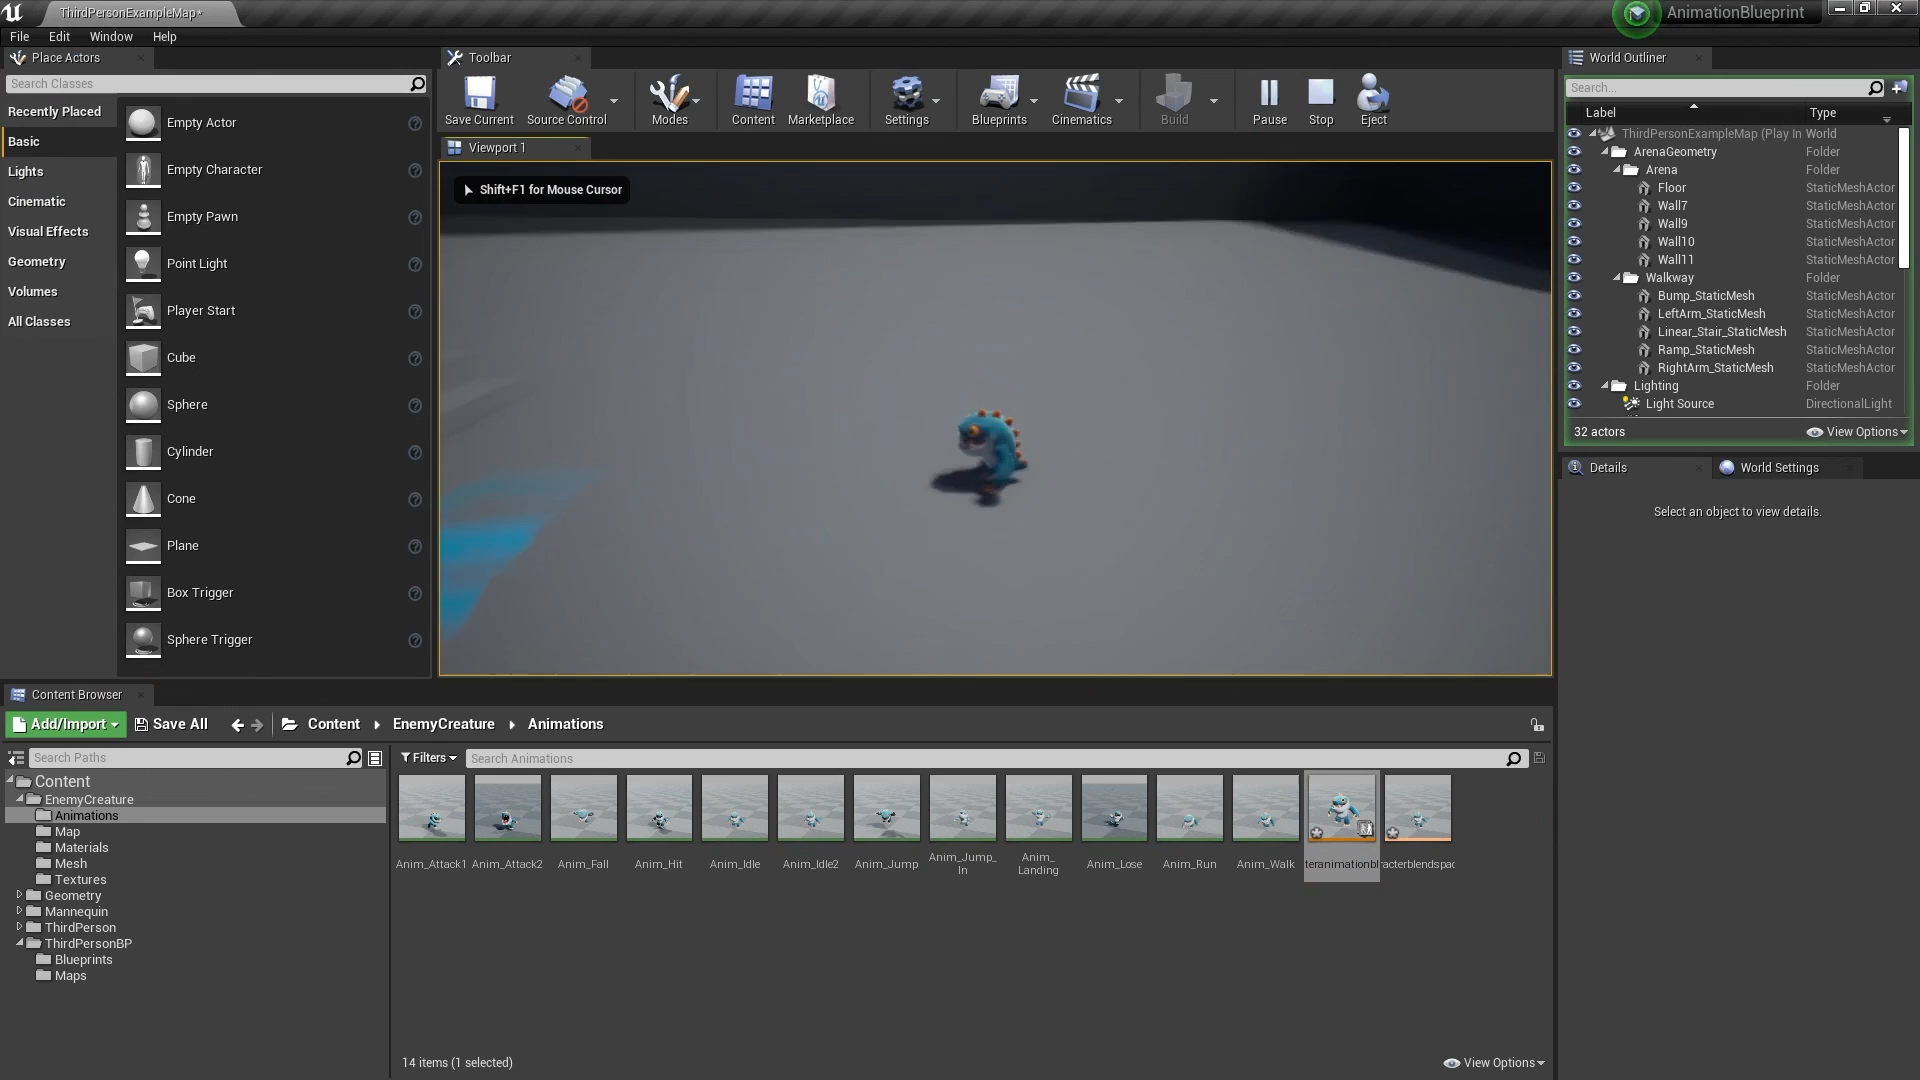 ThirdPersonExampleMap*
AnimationBlueprint
File Edit Window Help
Place Actors
Search Classes
Recently Placed
Basic
Lights
Cinematic
Visual Effects
Geometry
Volumes
All Classes
Empty Actor
Empty Character
Empty Pawn
Point Light
Player Start
Cube
Sphere
Cylinder
Cone
Plane
Box Trigger
Sphere Trigger
Toolbar
Save Current
Source Control
Modes
Content
Marketplace
Settings
Blueprints
Cinematics
Build
Pause
Stop
Eject
Viewport 1
Shift+F1 for Mouse Cursor
World Outliner
Search...
Label Type
ThirdPersonExampleMap (Play In World
ArenaGeometry Folder
Arena Folder
Floor StaticMeshActor
Wall7 StaticMeshActor
Wall9 StaticMeshActor
Wall10 StaticMeshActor
Wall11 StaticMeshActor
Walkway Folder
Bump_StaticMesh StaticMeshActor
LeftArm_StaticMesh StaticMeshActor
Linear_Stair_StaticMesh StaticMeshActor
Ramp_StaticMesh StaticMeshActor
RightArm_StaticMesh StaticMeshActor
Lighting Folder
Light Source DirectionalLight
32 actors
View Options
Details
World Settings
Select an object to view details.
Content Browser
Add/Import
Save All
Content
EnemyCreature
Animations
Search Paths
Content
EnemyCreature
Animations
Map
Materials
Mesh
Textures
Geometry
Mannequin
ThirdPerson
ThirdPersonBP
Blueprints
Maps
Filters
Search Animations
Anim_Attack1
Anim_Attack2
Anim_Fall
Anim_Hit
Anim_Idle
Anim_Idle2
Anim_Jump
Anim_Jump_
In
Anim_
Landing
Anim_Lose
Anim_Run
Anim_Walk
teranimationbl
racterblendspac
14 items (1 selected)
View Options